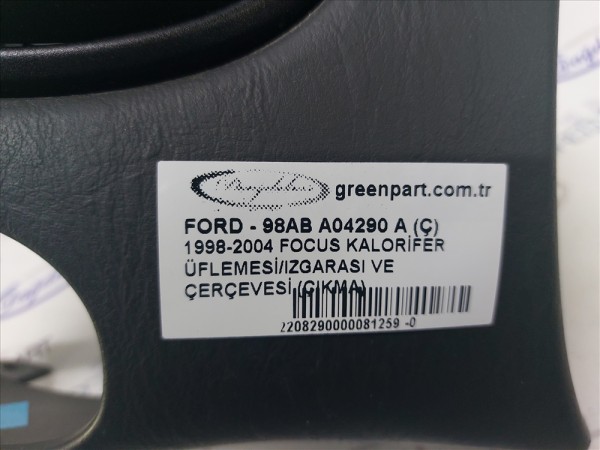 greenpart.com.tr
FORD - 98AB A04290 A (Ç)
1998-2004 FOCUS KALORİFER
ÜFLEMESİ/IZGARASI VE
ÇERÇEVESİ (ÇIKMA)
2208290000081259 -0